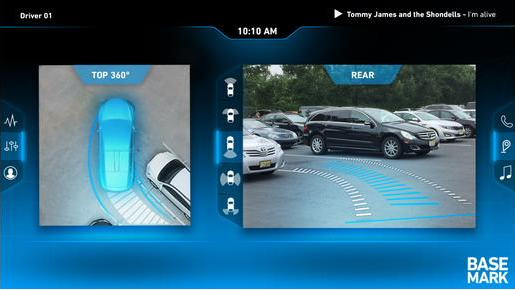 Driver 01
Tommy James and the Shondells - I'm alive
10:10 AM
TOP 360°
REAR
BASE
MARK